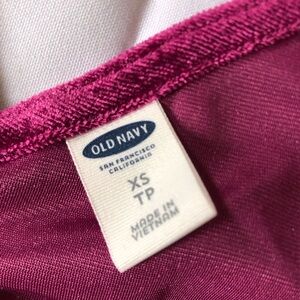 OLD NAVY
SAN FRANCISCO
CALIFORNIA
XS
TP
MADE IN
VIETNAM